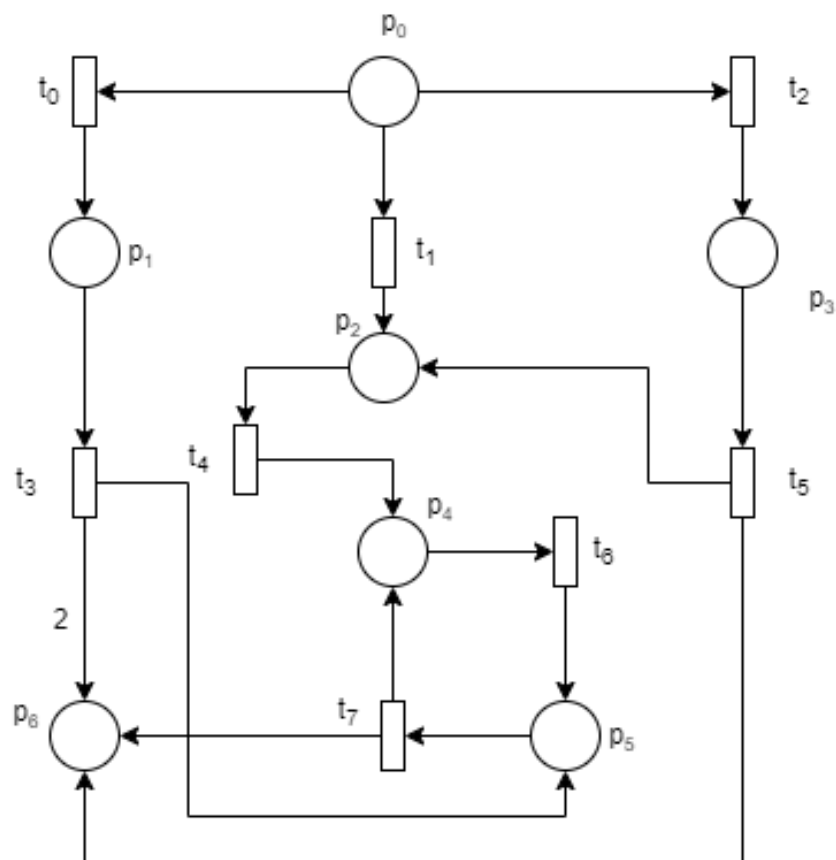 p₀
t₀
t₂
p₁
t₁
p₃
p₂
t₃
t₄
t₅
p₄
t₆
2
p₆
t₇
p₅